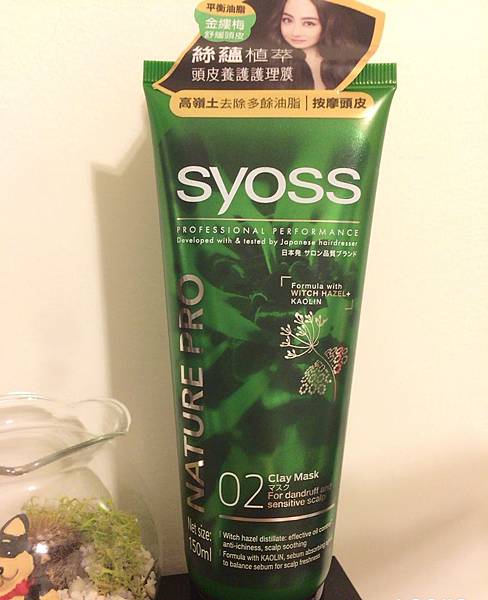 平衡油脂
金縷梅
舒緩頭皮
絲蘊植萃
頭皮養護護理膜
高嶺土去除多餘油脂 | 按摩頭皮
syoss
PROFESSIONAL PERFORMANCE
Developed with & tested by Japanese hairdresser
日本発 サロン品質ブランド
Formula with
WITCH HAZEL+
KAOLIN
NATURE PRO
02 Clay Mask
マスク
For dandruff and
sensitive scalp
Net size:
150ml
Witch hazel distillate: effective oil control
anti-ichiness, scalp soothing
Formula with KAOLIN, sebum absorbing
to balance sebum for scalp freshness